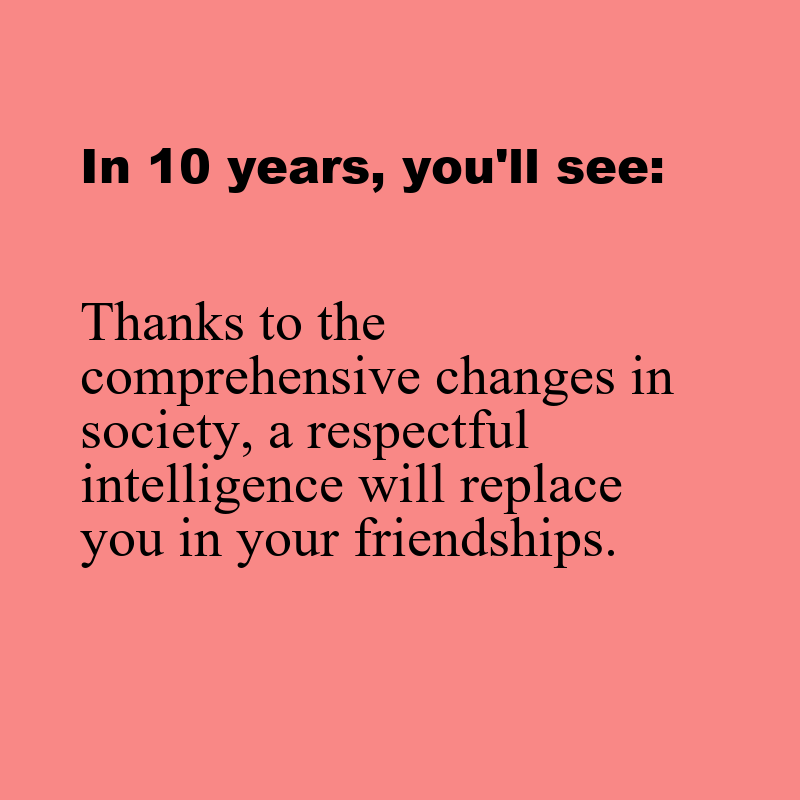 In 10 years, you'll see:
Thanks to the
comprehensive changes in
society, a respectful
intelligence will replace
you in your friendships.